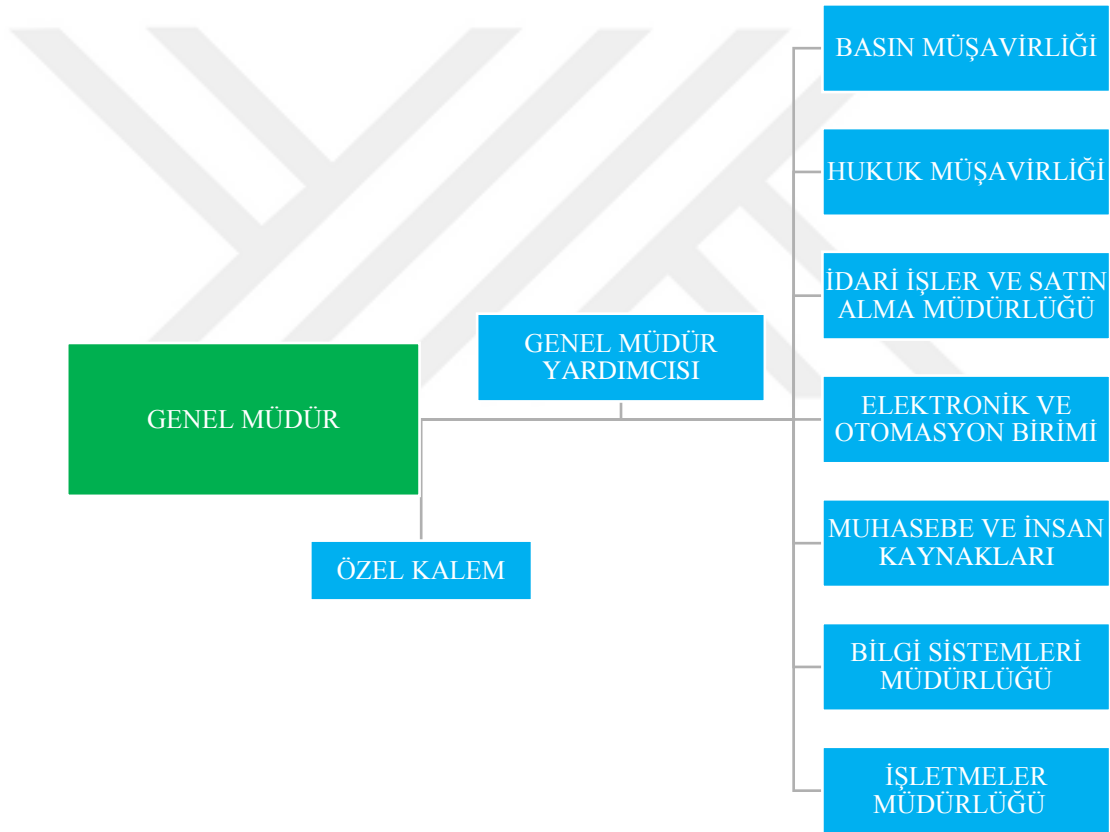 GENEL MÜDÜR
GENEL MÜDÜR
YARDIMCISI
ÖZEL KALEM
BASIN MÜŞAVİRLİĞİ
HUKUK MÜŞAVİRLİĞİ
İDARİ İŞLER VE SATIN
ALMA MÜDÜRLÜĞÜ
ELEKTRONİK VE
OTOMASYON BİRİMİ
MUHASEBE VE İNSAN
KAYNAKLARI
BİLGİ SİSTEMLERİ
MÜDÜRLÜĞÜ
İŞLETMELER
MÜDÜRLÜĞÜ